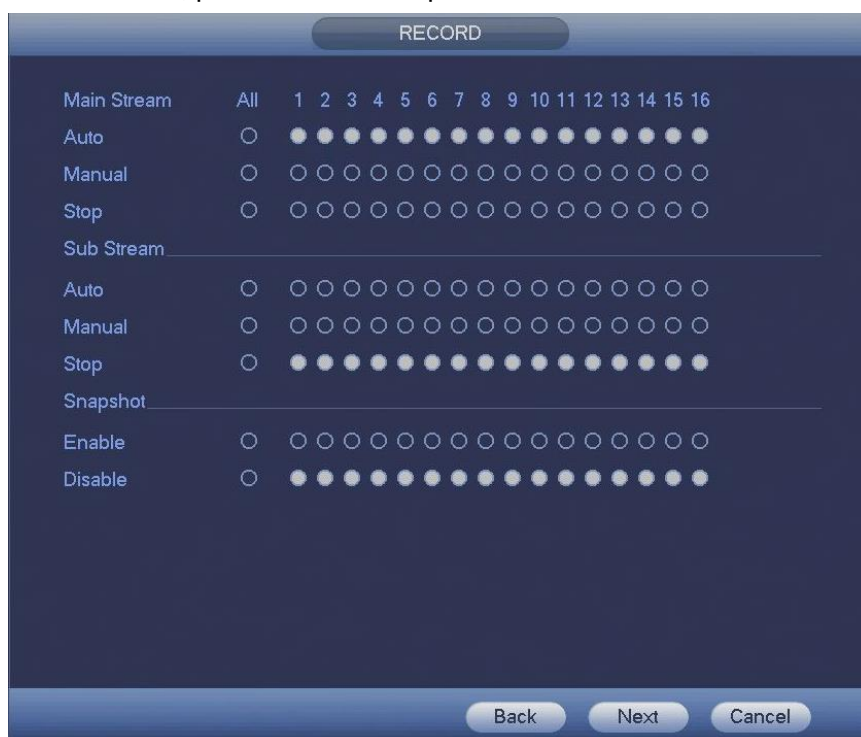 RECORD
Main Stream All 1 2 3 4 5 6 7 8 9 10 11 12 13 14 15 16
Auto
Manual
Stop
Sub Stream
Auto
Manual
Stop
Snapshot
Enable
Disable
Back Next Cancel